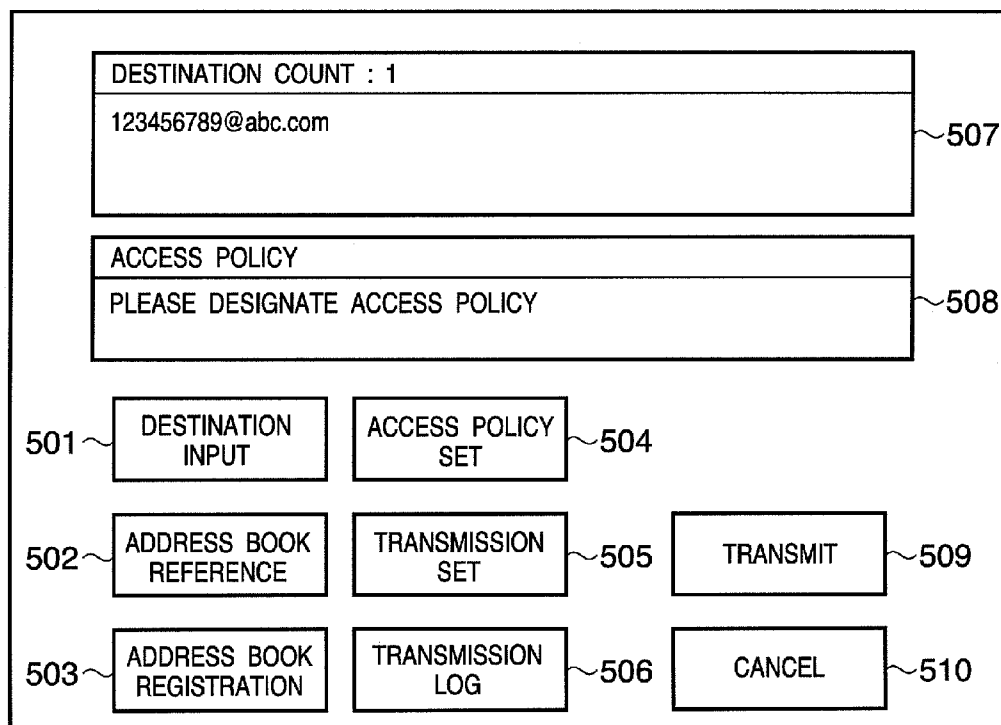 DESTINATION COUNT : 1
123456789@abc.com
507
ACCESS POLICY
PLEASE DESIGNATE ACCESS POLICY
508
501
DESTINATION
INPUT
ACCESS POLICY
SET
504
502
ADDRESS BOOK
REFERENCE
TRANSMISSION
SET
505
TRANSMIT
509
503
ADDRESS BOOK
REGISTRATION
TRANSMISSION
LOG
506
CANCEL
510